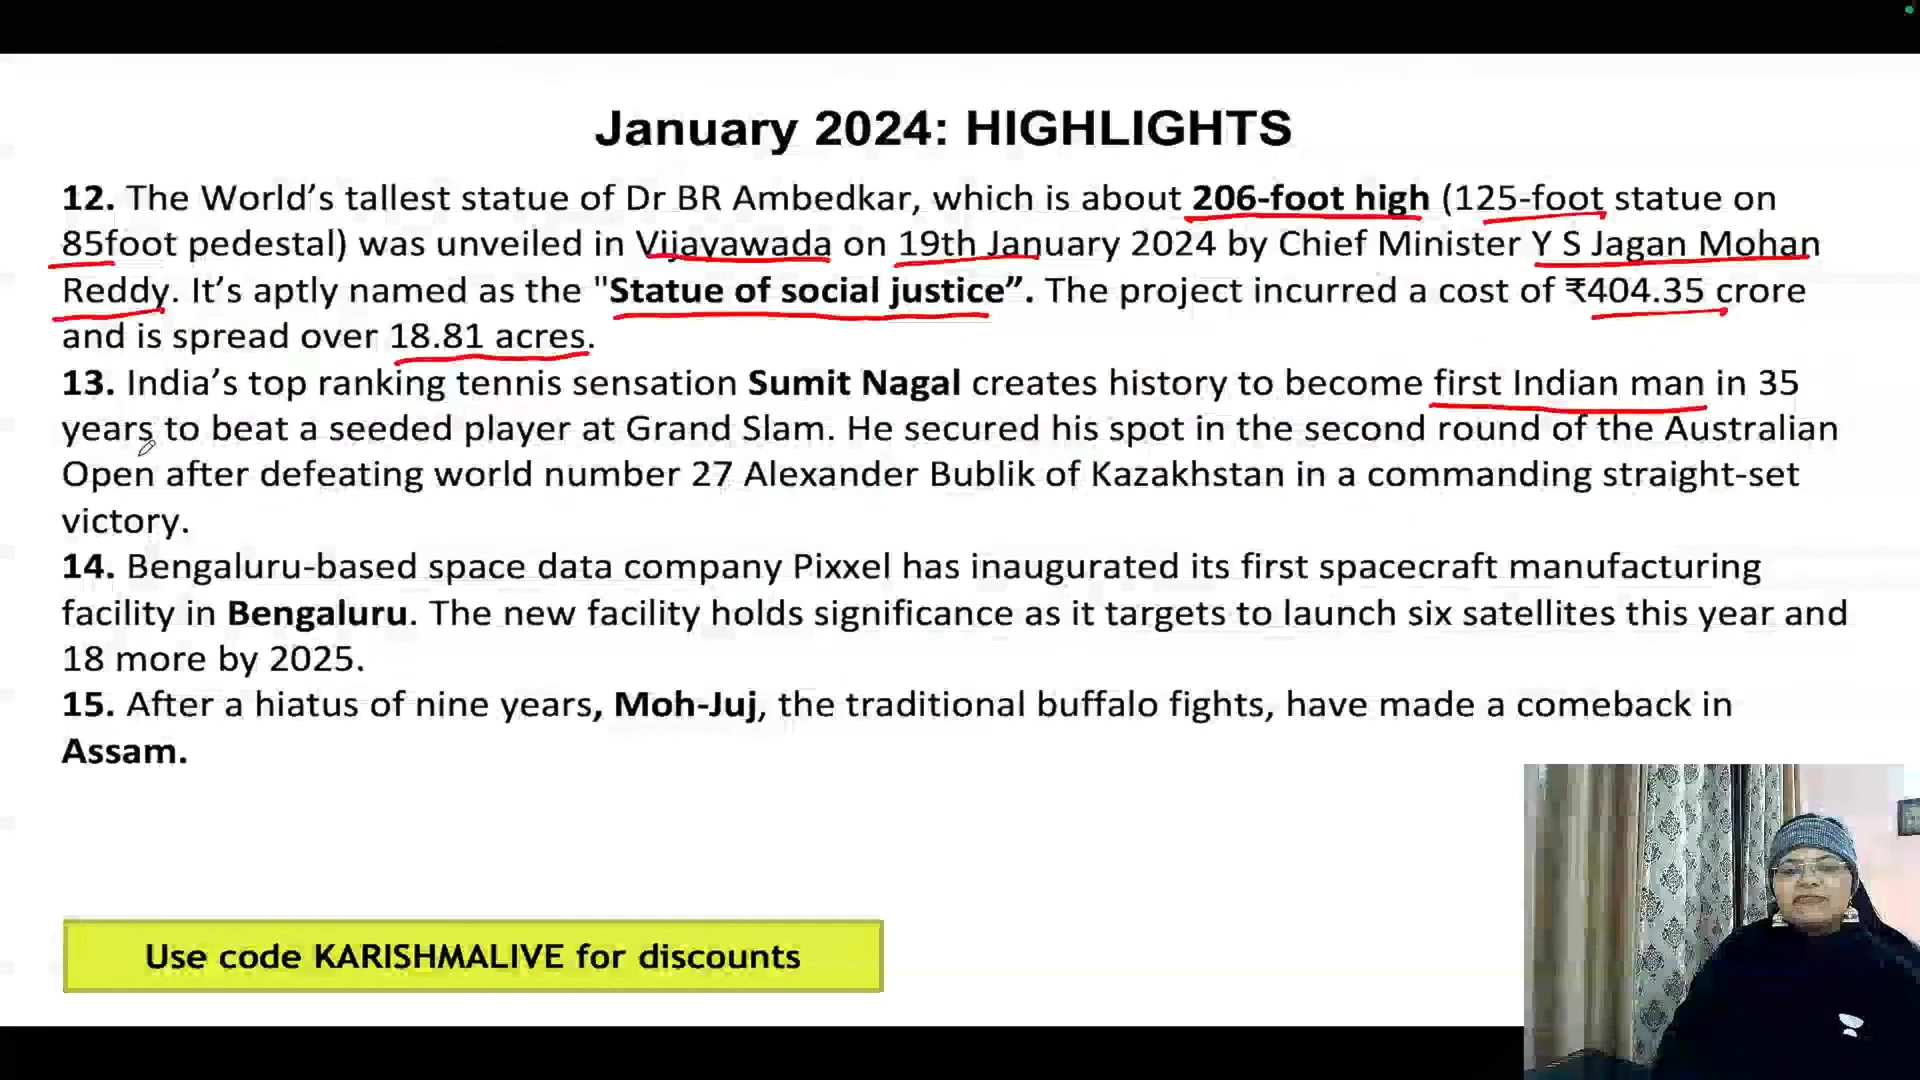 January 2024: HIGHLIGHTS
12. The World’s tallest statue of Dr BR Ambedkar, which is about 206-foot high (125-foot statue on
85foot pedestal) was unveiled in Vijayawada on 19th January 2024 by Chief Minister Y S Jagan Mohan
Reddy. It’s aptly named as the "Statue of social justice”. The project incurred a cost of ₹404.35 crore
and is spread over 18.81 acres.
13. India’s top ranking tennis sensation Sumit Nagal creates history to become first Indian man in 35
years to beat a seeded player at Grand Slam. He secured his spot in the second round of the Australian
Open after defeating world number 27 Alexander Bublik of Kazakhstan in a commanding straight-set
victory.
14. Bengaluru-based space data company Pixxel has inaugurated its first spacecraft manufacturing
facility in Bengaluru. The new facility holds significance as it targets to launch six satellites this year and
18 more by 2025.
15. After a hiatus of nine years, Moh-Juj, the traditional buffalo fights, have made a comeback in
Assam.
Use code KARISHMALIVE for discounts